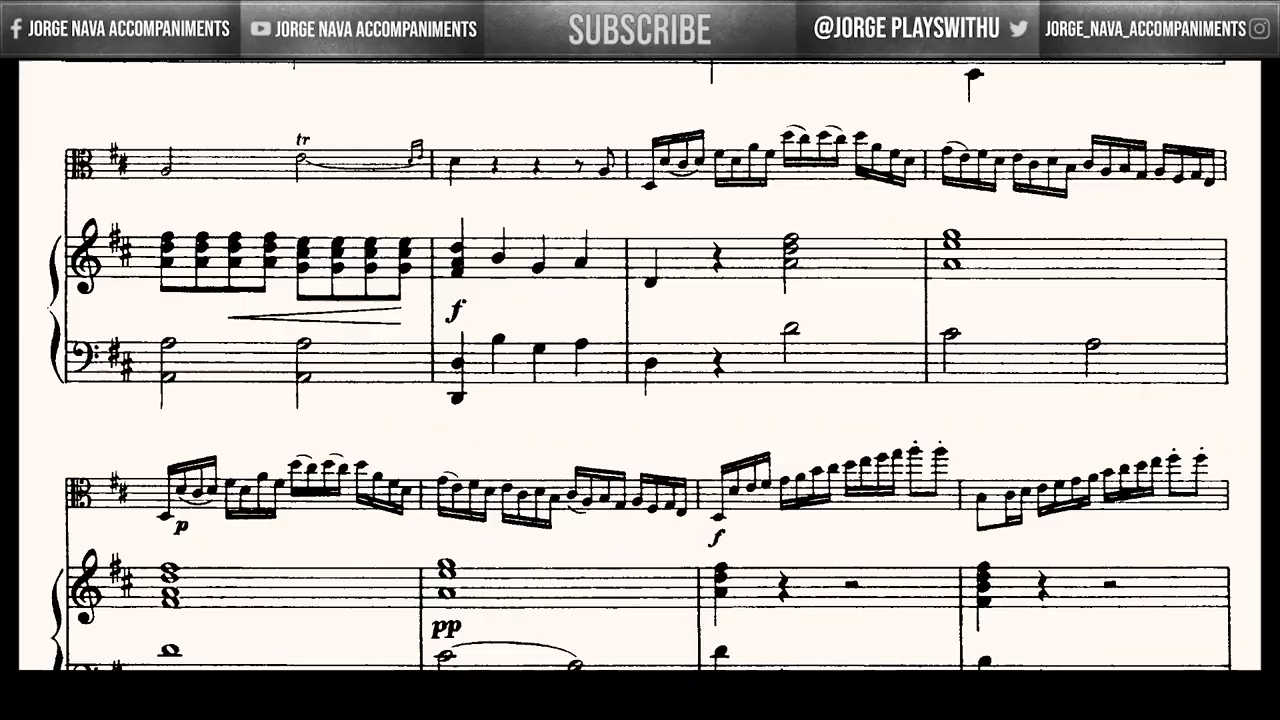 JORGE NAVA ACCOMPANIMENTS JORGE NAVA ACCOMPANIMENTS SUBSCRIBE @JORGE PLAYSWITHU JORGE_NAVA_ACCOMPANIMENTS
tr
f
p
f
pp